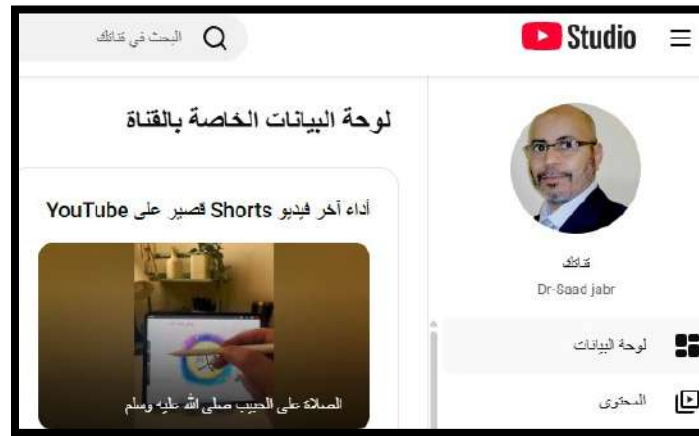 Studio
البحث في قناتك
لوحة البيانات الخاصة بالقناة
أداء آخر فيديو Shorts قصير على YouTube
الصلاة على الحبيب صلى الله عليه وسلم
قناتك
Dr-Saad jabr
لوحة البيانات
المحتوى